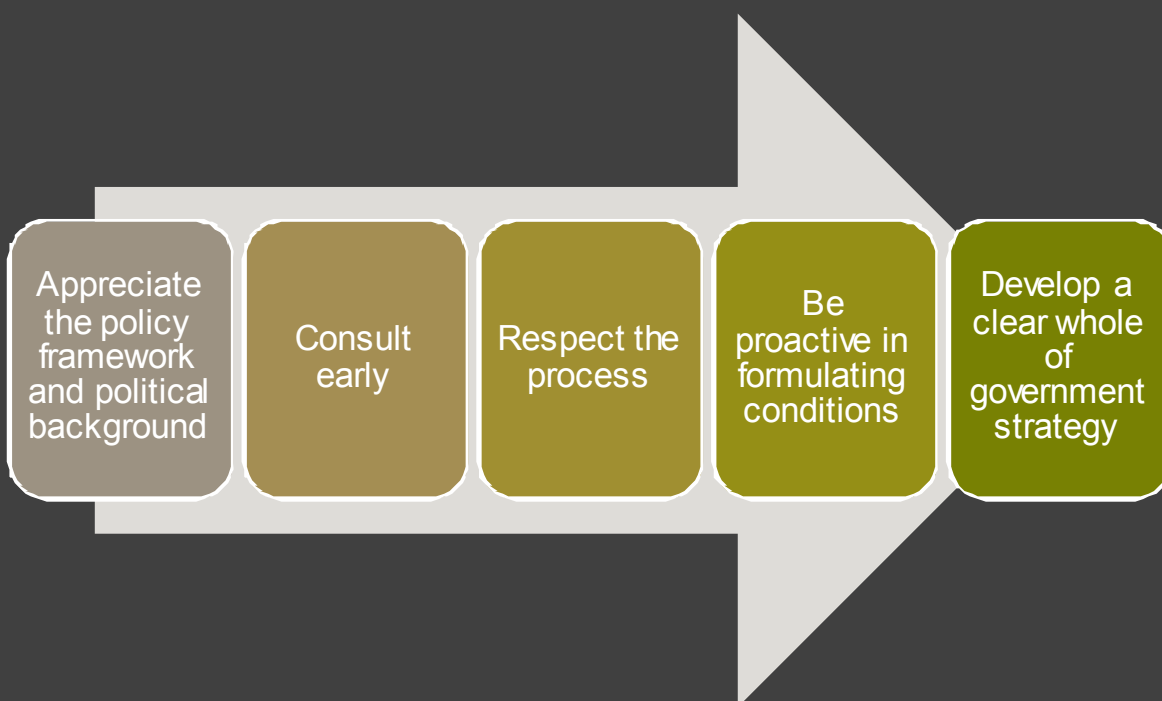 Appreciate
the policy
framework
and political
background
Consult
early
Respect the
process
Be
proactive in
formulating
conditions
Develop a
clear whole
of
government
strategy